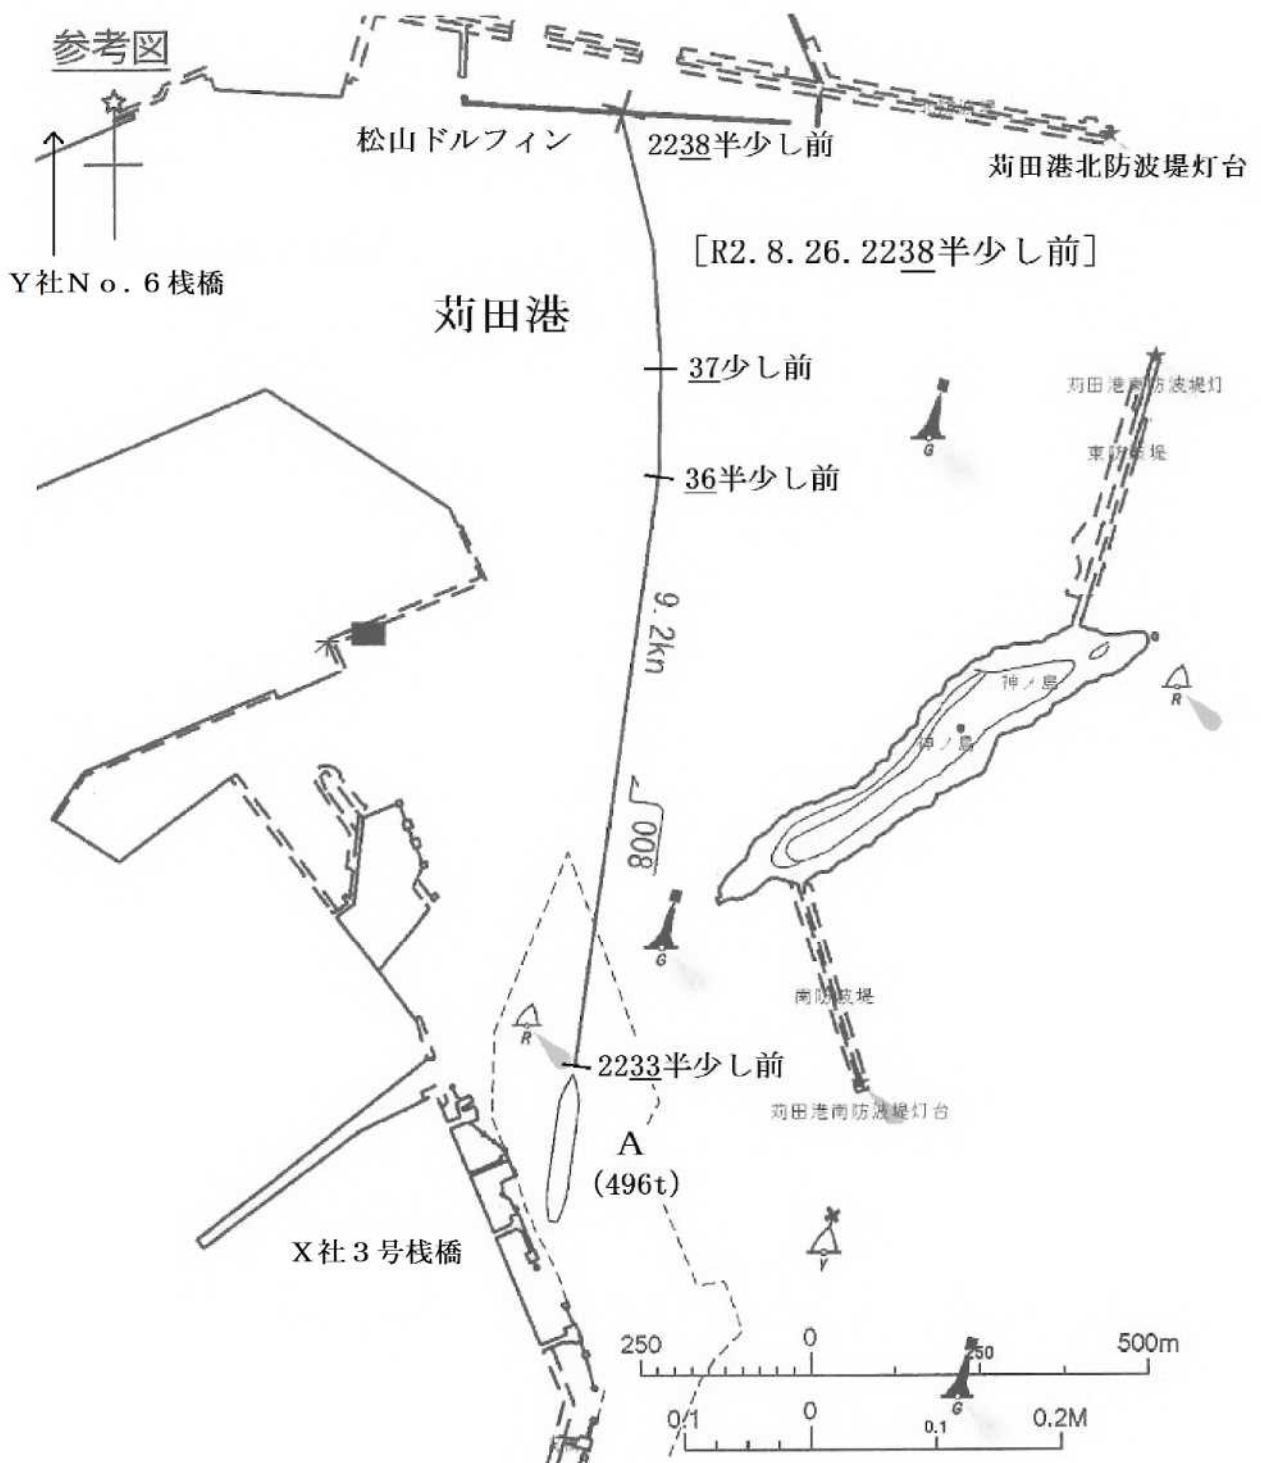 参考図
松山ドルフィン
2238半少し前
苅田港北防波堤灯台
Y社No.6桟橋
[R2.8.26.2238半少し前]
苅田港
37少し前
苅田港南防波堤灯
東防波堤
G
36半少し前
9.2kn
神ノ島
R
神ノ島
008
G
南防波堤
R
2233半少し前
苅田港南防波堤灯台
A
(496t)
X社3号桟橋
Y
250 0 250 500m
G
0.1 0 0.1 0.2M